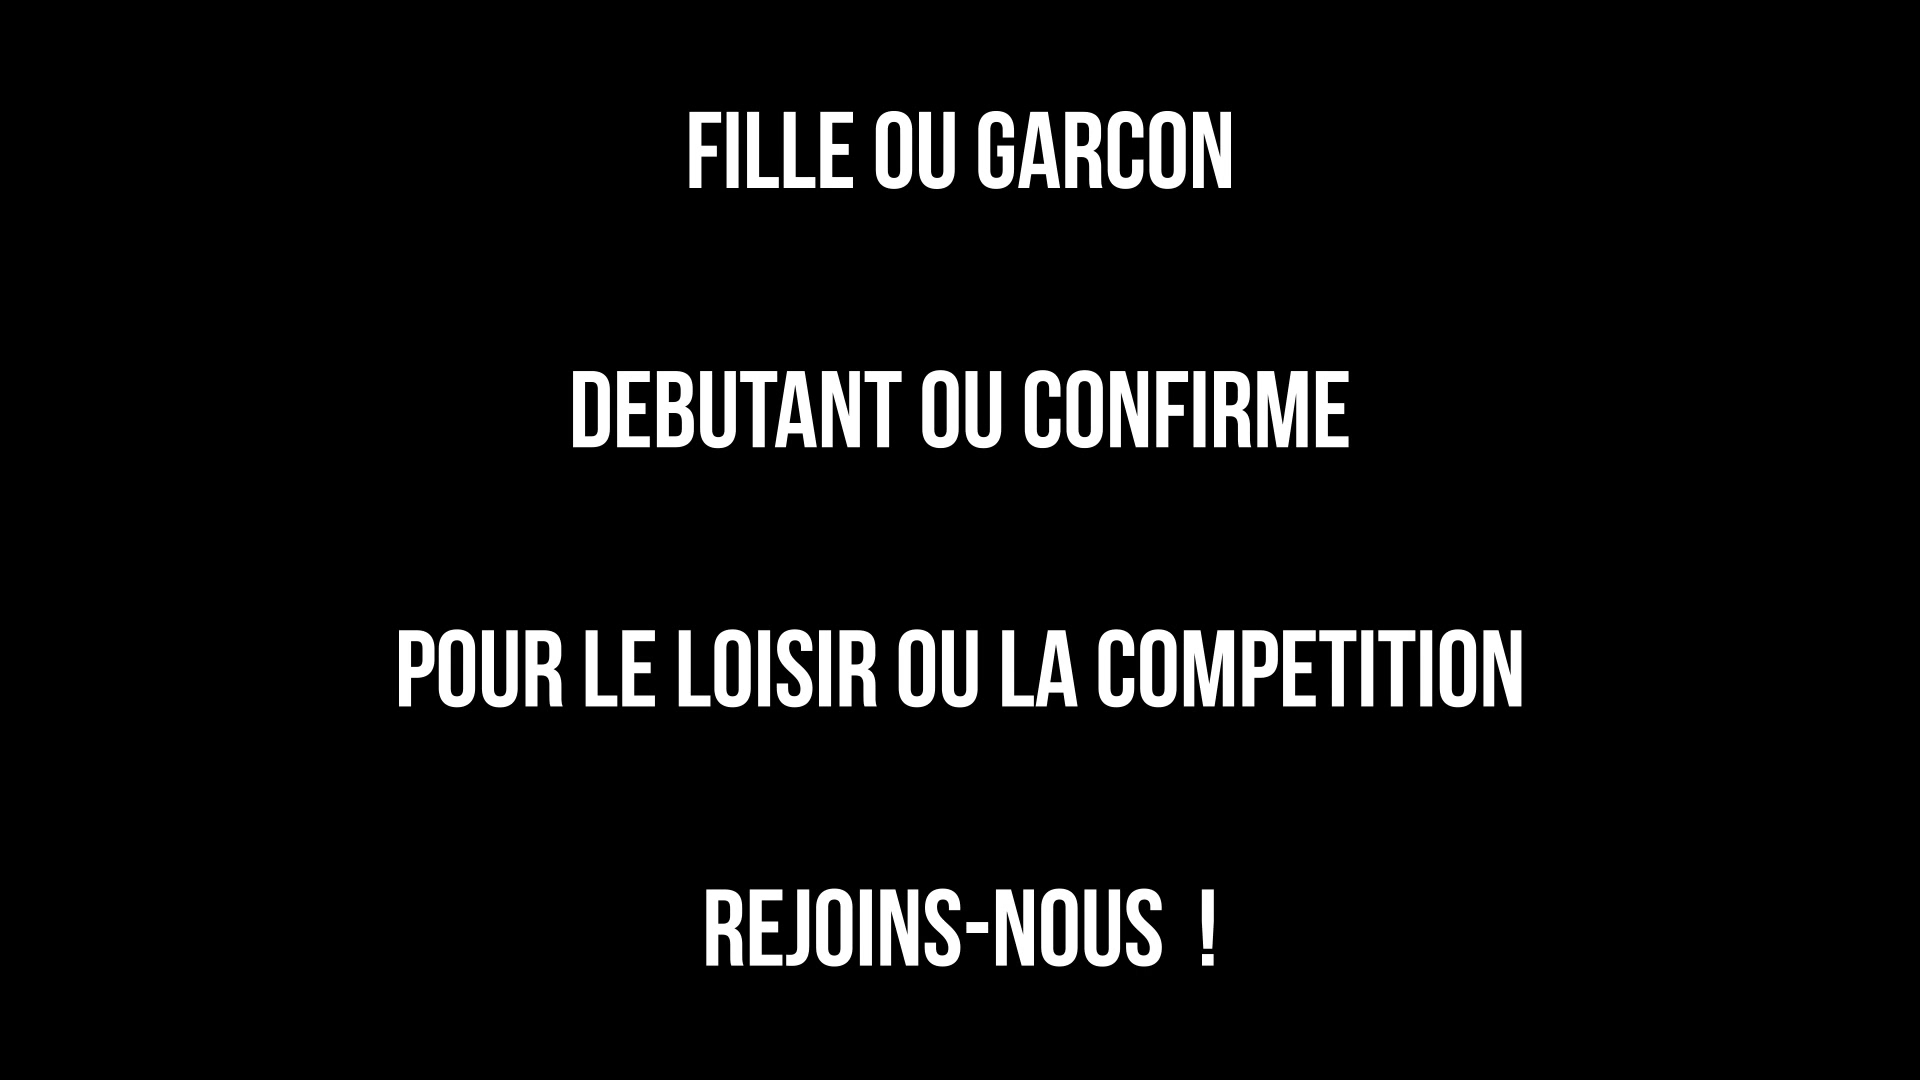 FILLE OU GARCON
DEBUTANT OU CONFIRME
POUR LE LOISIR OU LA COMPETITION
REJOINS-NOUS !